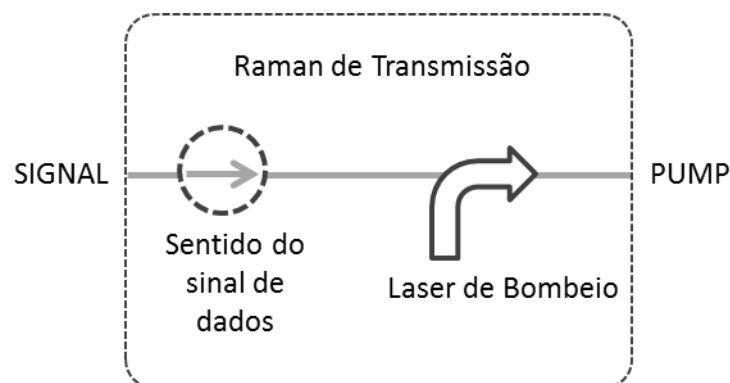 Raman de Transmissão
SIGNAL
PUMP
Sentido do
sinal de
dados
Laser de Bombeio